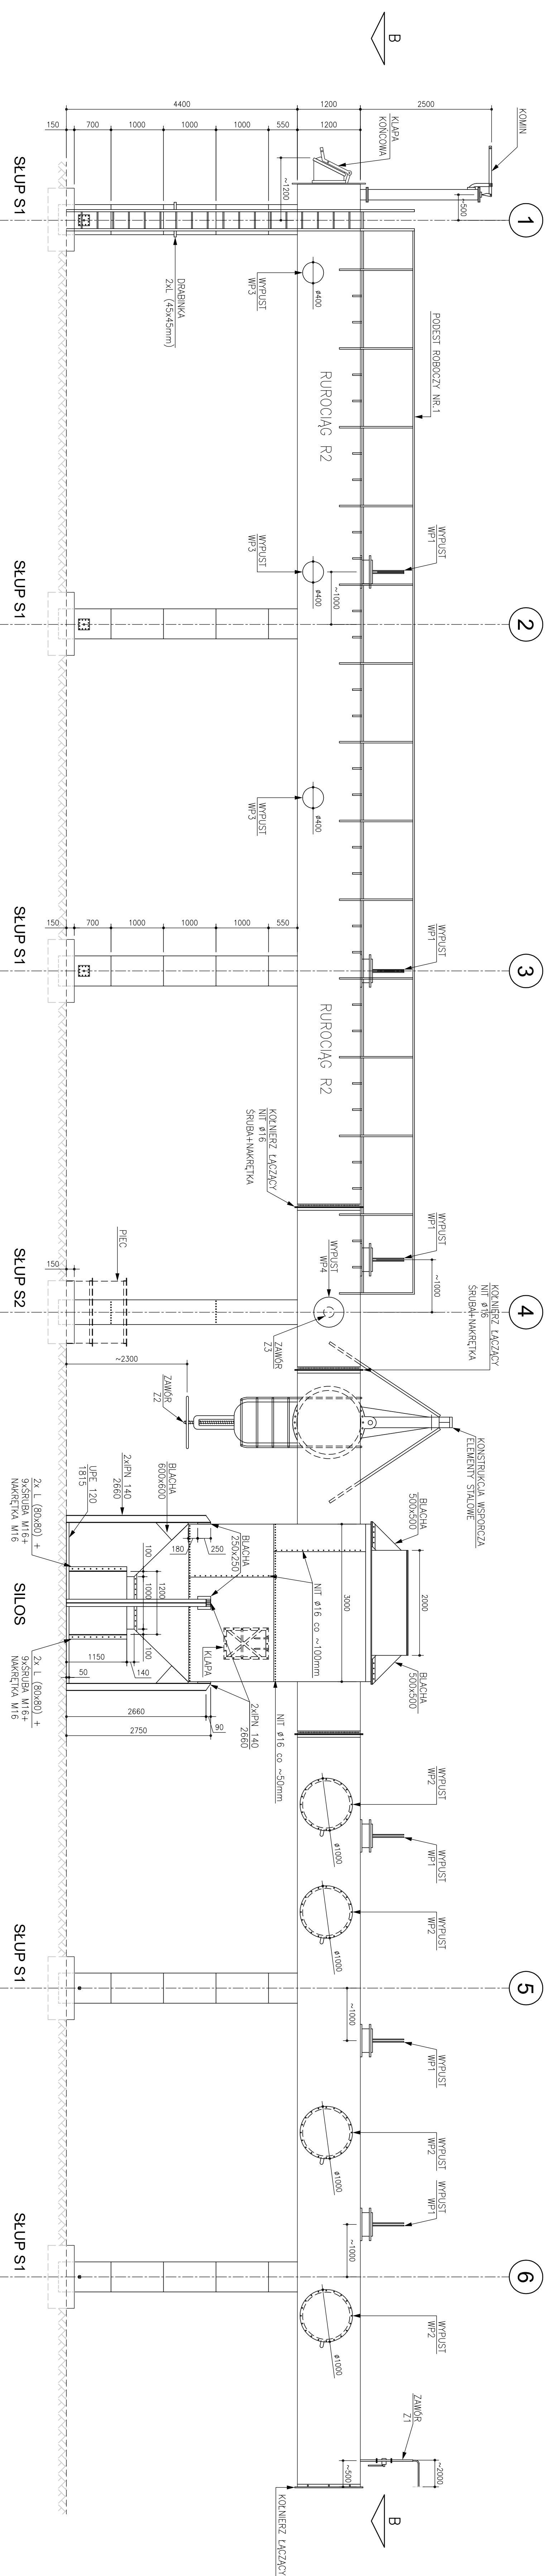 B
KOMIN
2500
1200
4400
1200
550
1000
1000
1000
700
150
KLAPA
KOŃCOWA
~1200
~500
1
SŁUP S1
DRABINKA
2xL (45x45mm)
WYPUST
WP3
ø400
PODEST ROBOCZY NR.1
RUROCIĄG R2
WYPUST
WP1
WYPUST
WP3
ø400
~1000
2
SŁUP S1
WYPUST
WP3
ø400
550
1000
1000
1000
700
150
WYPUST
WP1
3
SŁUP S1
RUROCIĄG R2
KOŁNIERZ ŁĄCZĄCY
NIT ø16
ŚRUBA+NAKRĘTKA
WYPUST
WP1
~1000
WYPUST
WP4
ZAWÓR
Z3
4
PIEC
150
SŁUP S2
KOŁNIERZ ŁĄCZĄCY
NIT ø16
ŚRUBA+NAKRĘTKA
~2300
ZAWÓR
Z2
KONSTRUKCJA WSPORCZA
ELEMENTY STALOWE
BLACHA
500x500
2000
BLACHA
500x500
3000
NIT ø16 co ~100mm
NIT ø16 co ~50mm
BLACHA
250x250
250
180
KLAPA
BLACHA
600x600
2xIPN 140
2660
UPE 120
1815
2x L (80x80) +
9xŚRUBA M16+
NAKRĘTKA M16
100
1000
100
1200
1150
140
50
2xIPN 140
2660
90
2660
2750
SILOS
2x L (80x80) +
9xŚRUBA M16+
NAKRĘTKA M16
WYPUST
WP2
ø1000
WYPUST
WP1
WYPUST
WP2
ø1000
5
~1000
SŁUP S1
WYPUST
WP1
WYPUST
WP2
ø1000
WYPUST
WP1
~1000
6
SŁUP S1
WYPUST
WP2
ø1000
ZAWÓR
Z1
~2000
~500
KOŁNIERZ ŁĄCZĄCY
B